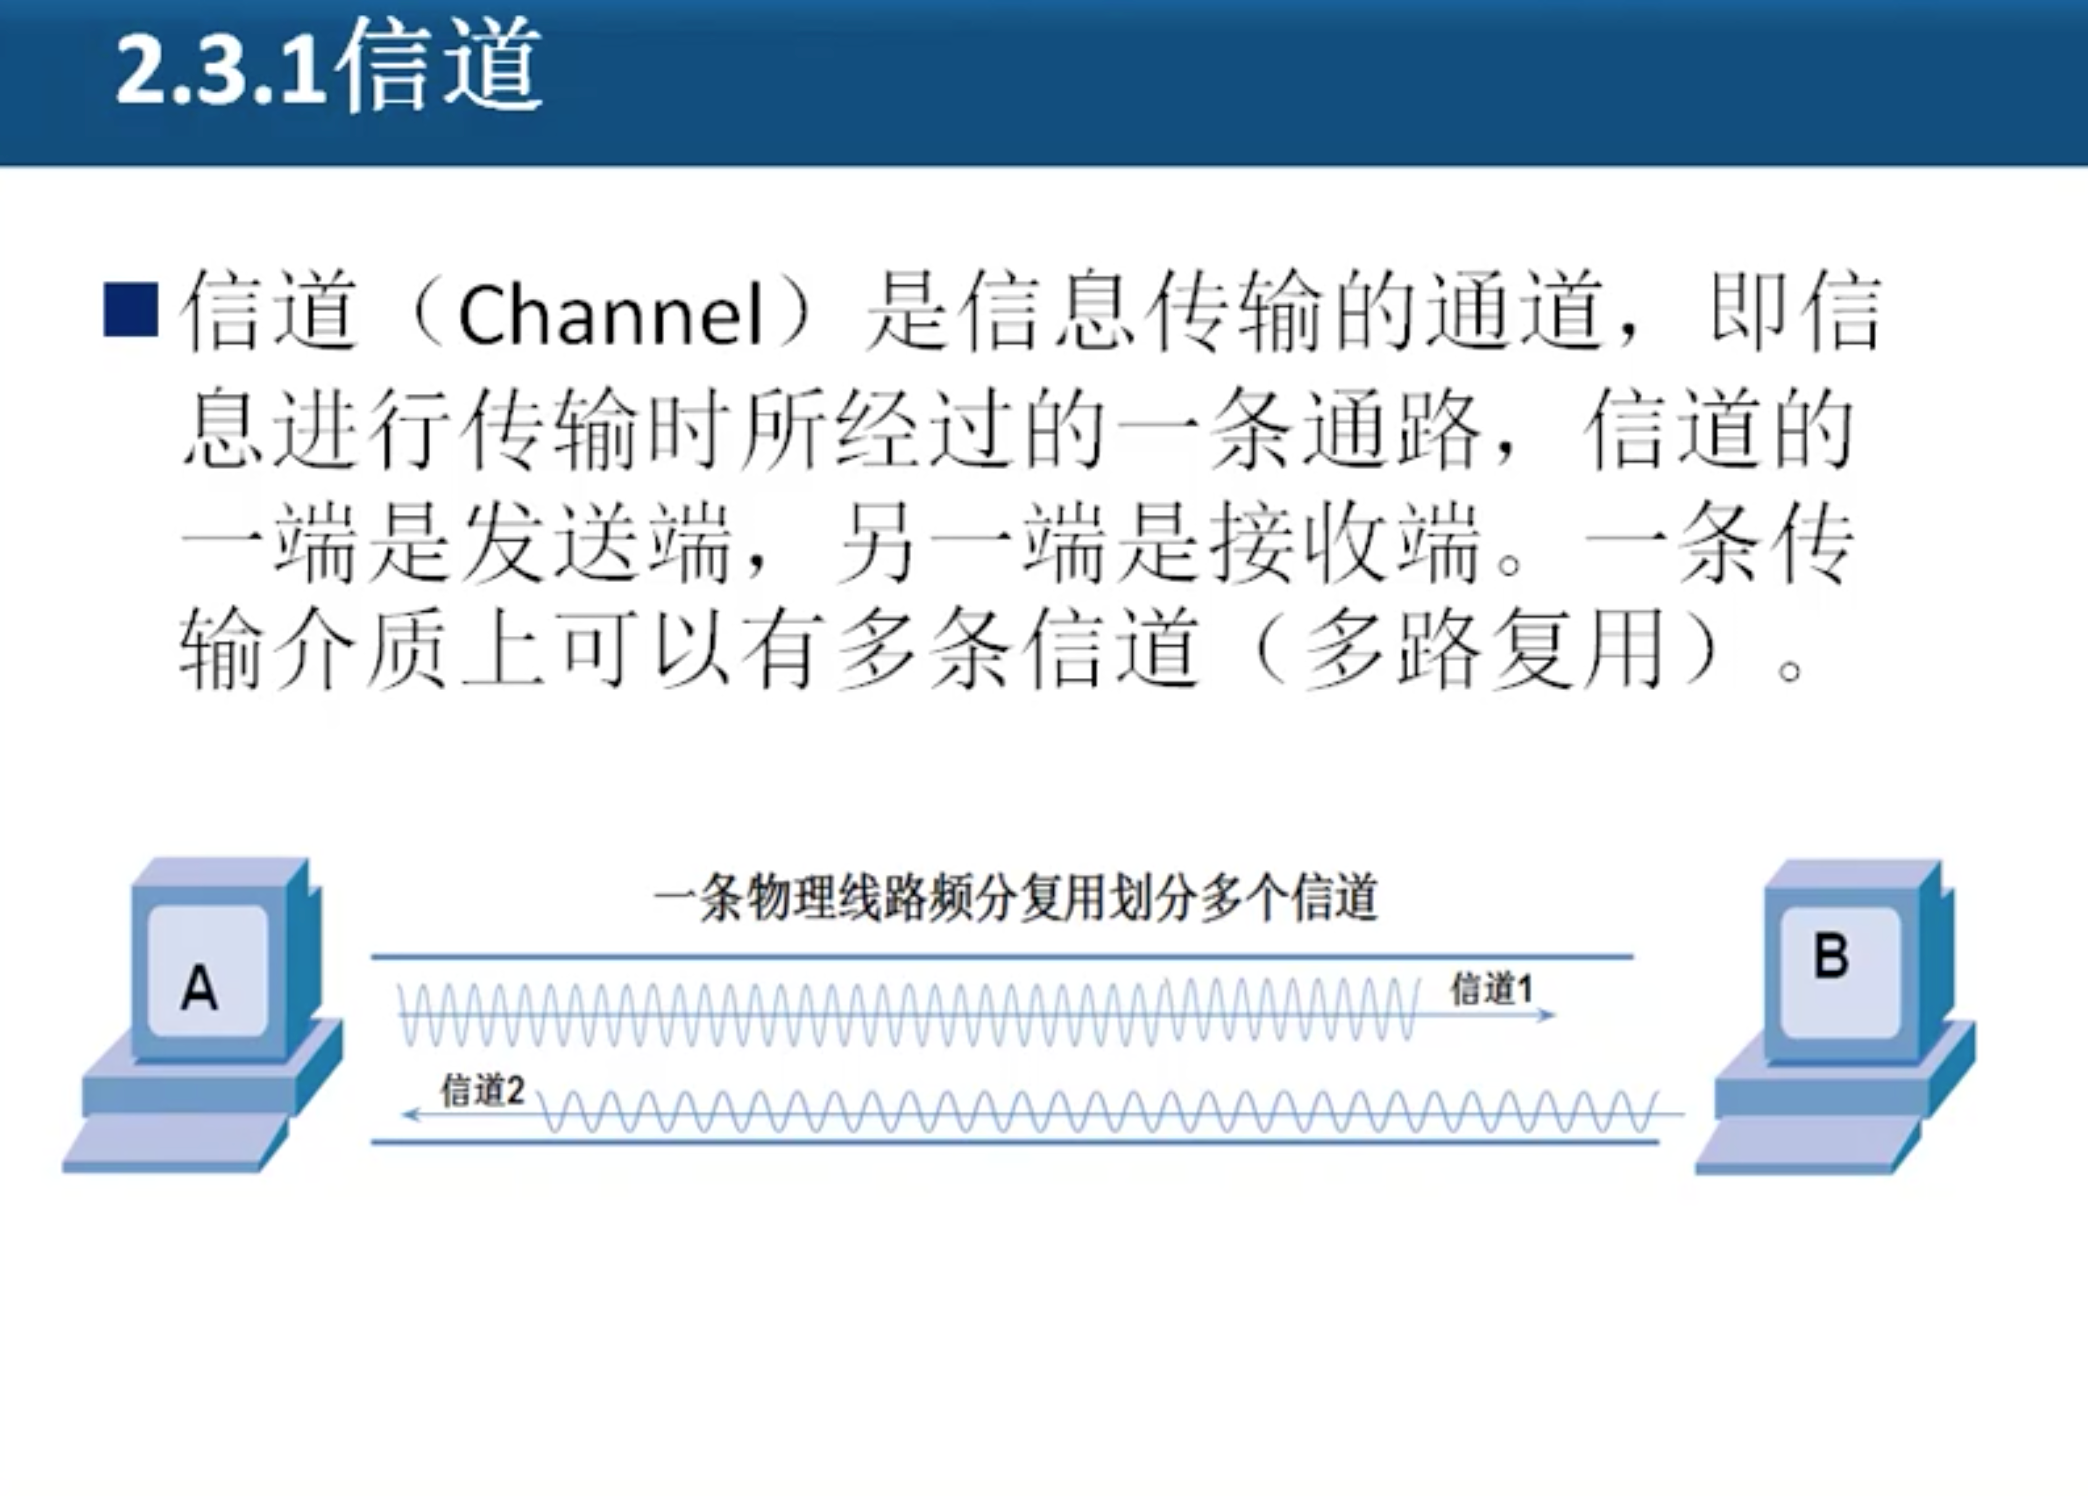 2.3.1信道
信道（Channel）是信息传输的通道，即信
息进行传输时所经过的一条通路，信道的
一端是发送端，另一端是接收端。一条传
输介质上可以有多条信道（多路复用）。
一条物理线路频分复用划分多个信道
A
B
信道1
信道2